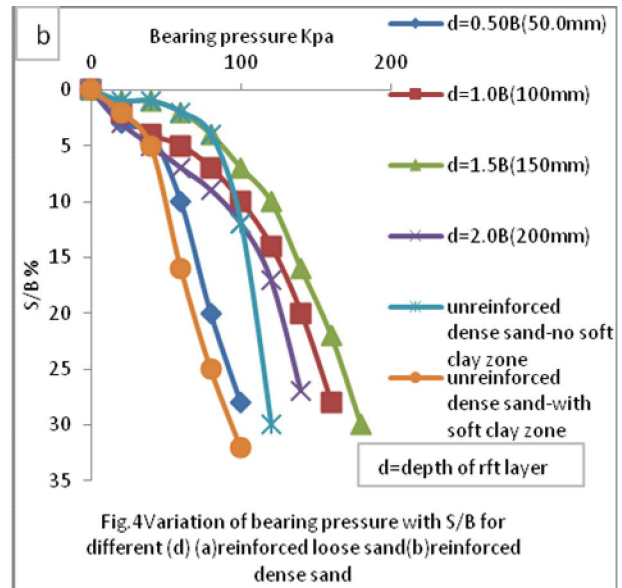 b
Bearing pressure Kpa
0 100 200
0
5
10
15
20
25
30
35
S/B %
d=0.50B(50.0mm)
d=1.0B(100mm)
d=1.5B(150mm)
d=2.0B(200mm)
unreinforced
dense sand-no soft
clay zone
unreinforced
dense sand-with
soft clay zone
d=depth of rft layer
Fig.4Variation of bearing pressure with S/B for
different (d) (a)reinforced loose sand(b)reinforced
dense sand